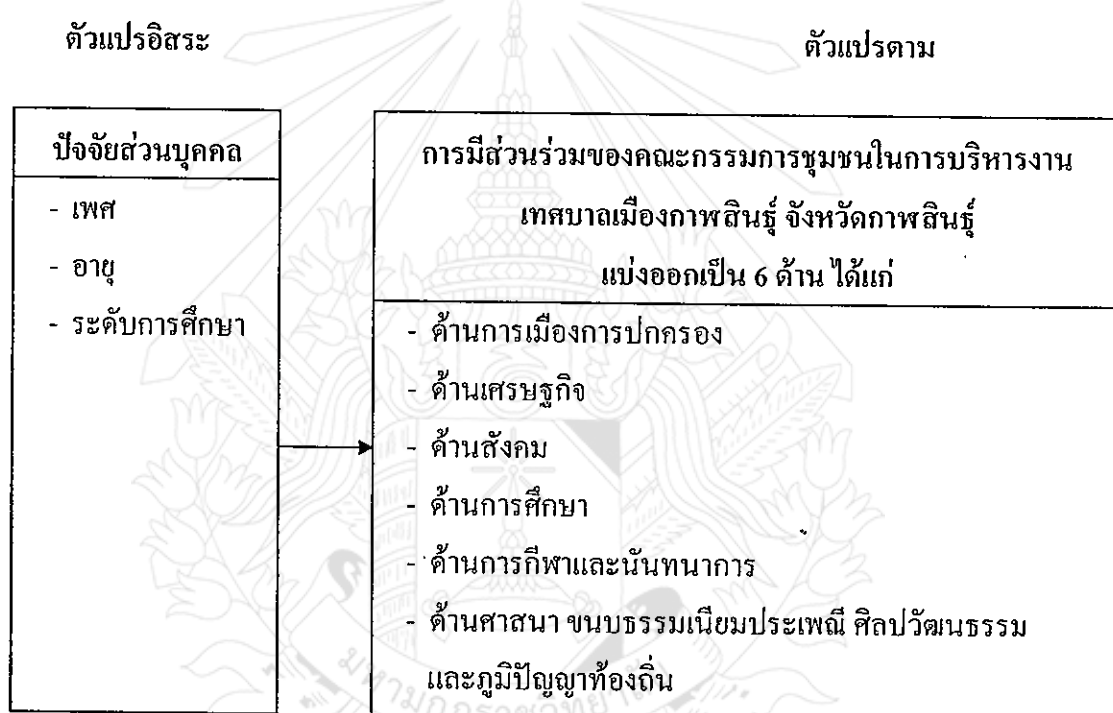 ตัวแปรอิสระ
ตัวแปรตาม
ปัจจัยส่วนบุคคล
- เพศ
- อายุ
- ระดับการศึกษา
การมีส่วนร่วมของคณะกรรมการชุมชนในการบริหารงาน
เทศบาลเมืองกาฬสินธุ์ จังหวัดกาฬสินธุ์
แบ่งออกเป็น 6 ด้าน ได้แก่
- ด้านการเมืองการปกครอง
- ด้านเศรษฐกิจ
- ด้านสังคม
- ด้านการศึกษา
- ด้านการกีฬาและนันทนาการ
- ด้านศาสนา ขนบธรรมเนียมประเพณี ศิลปวัฒนธรรม
และภูมิปัญญาท้องถิ่น